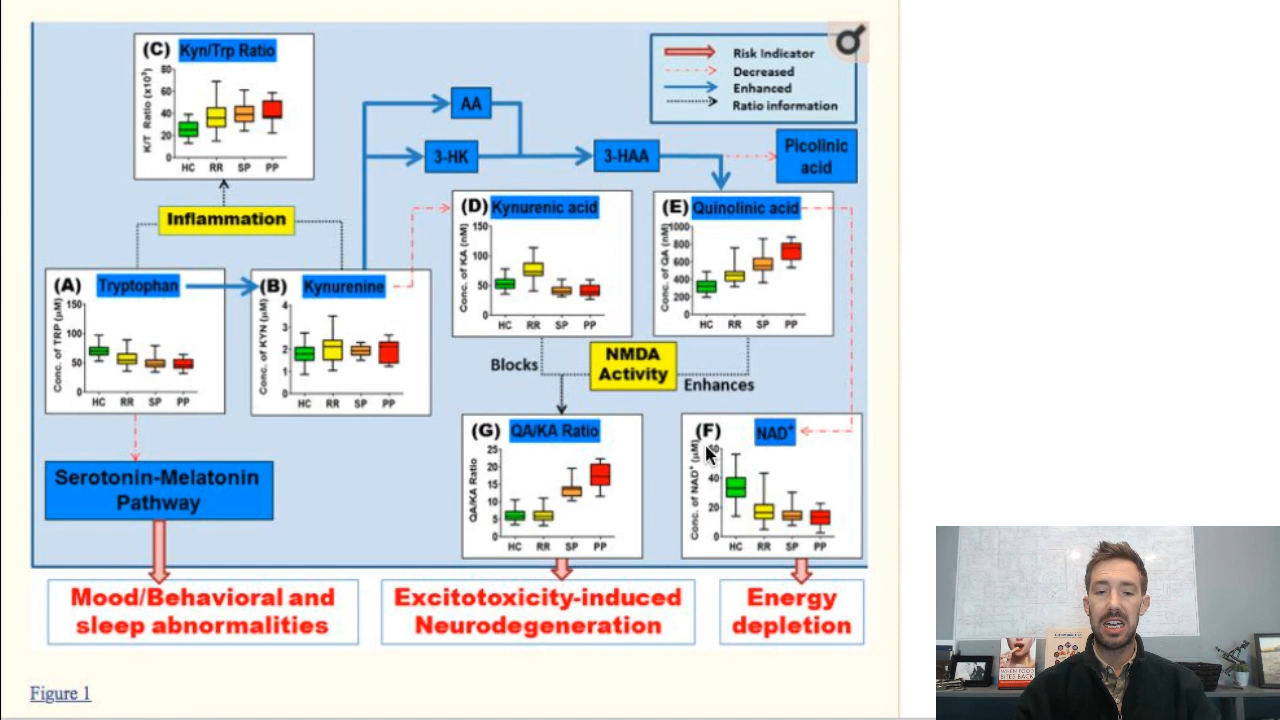 (C) Kyn/Trp Ratio
K/T Ratio (x10³)
80
60
40
20
0
HC RR SP PP
Risk Indicator
Decreased
Enhanced
Ratio information
AA
3-HK
3-HAA
Picolinic
acid
Inflammation
(D) Kynurenic acid
Conc. of KA (nM)
150
100
50
0
HC RR SP PP
(E) Quinolinic acid
Conc. of QA (nM)
1000
800
600
400
200
0
HC RR SP PP
(A) Tryptophan
Conc. of TRP (µM)
150
100
50
0
HC RR SP PP
(B) Kynurenine
Conc. of KYN (µM)
4
3
2
1
0
HC RR SP PP
Blocks
NMDA
Activity
Enhances
(G) QA/KA Ratio
QA/KA Ratio
25
20
15
10
5
0
HC RR SP PP
(F) NAD⁺
Conc. of NAD⁺ (µM)
60
40
20
0
HC RR SP PP
Serotonin-Melatonin
Pathway
Mood/Behavioral and
sleep abnormalities
Excitotoxicity-induced
Neurodegeneration
Energy
depletion
Figure 1
WHEN FOOD
BITES BACK